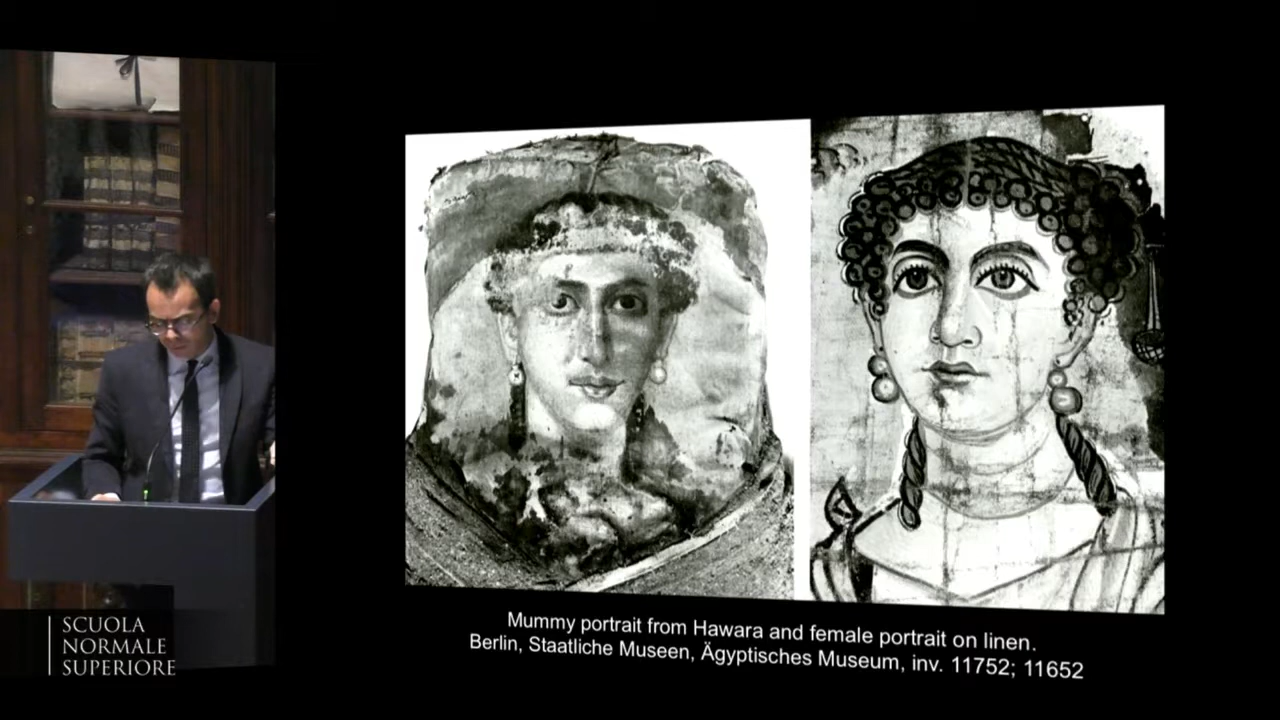 SCUOLA
NORMALE
SUPERIORE
Mummy portrait from Hawara and female portrait on linen.
Berlin, Staatliche Museen, Ägyptisches Museum, inv. 11752; 11652